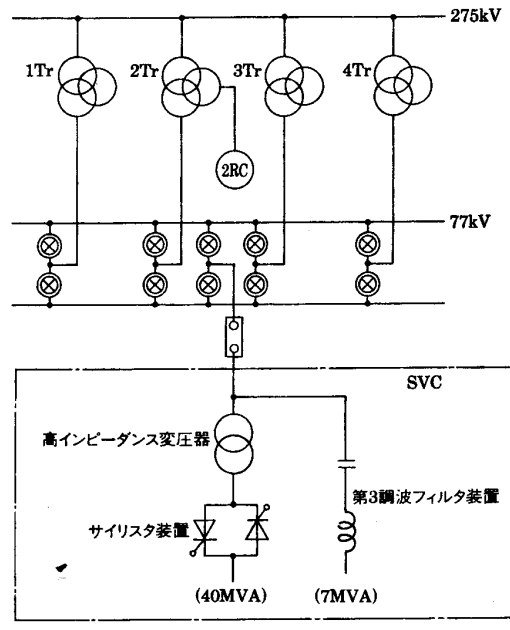 275kV
1Tr 2Tr 3Tr 4Tr
2RC
77kV
SVC
高インピーダンス変圧器
第3調波フィルタ装置
サイリスタ装置
(40MVA) (7MVA)